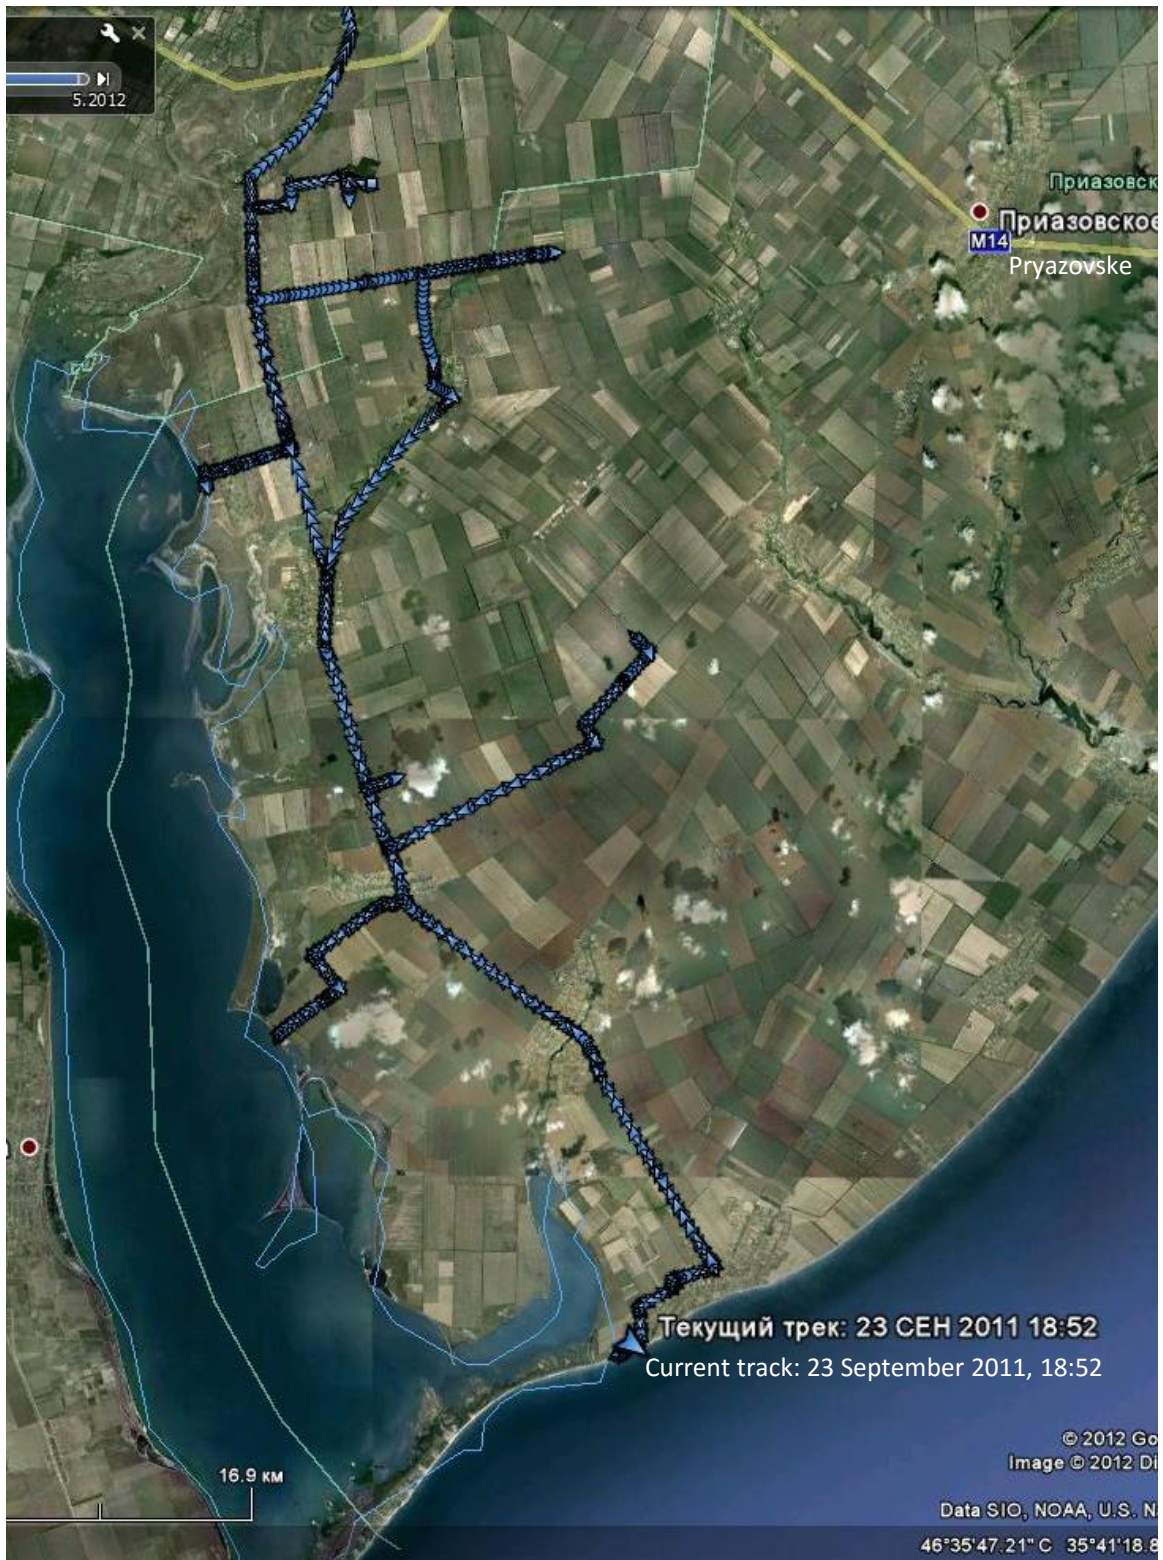 5.2012
Приазовск
Приазовское
M14
Pryazovske
Текущий трек: 23 СЕН 2011 18:52
Current track: 23 September 2011, 18:52
© 2012 Go
16.9 км
Image © 2012 Di
Data SIO, NOAA, U.S. N
46°35'47.21" С 35°41'18.8